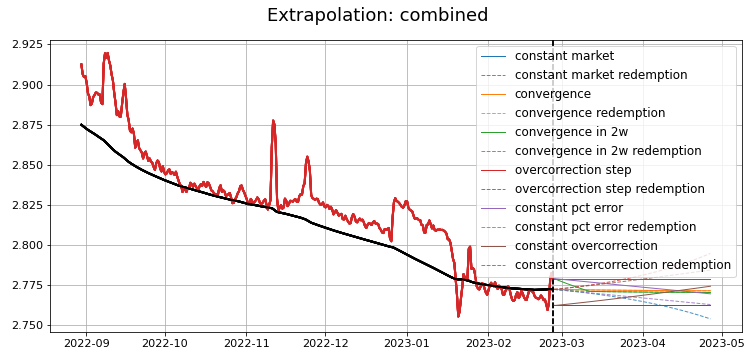 Extrapolation: combined
2.925
2.900
2.875
2.850
2.825
2.800
2.775
2.750
constant market
constant market redemption
convergence
convergence redemption
convergence in 2w
convergence in 2w redemption
overcorrection step
overcorrection step redemption
constant pct error
constant pct error redemption
constant overcorrection
constant overcorrection redemption
2022-09 2022-10 2022-11 2022-12 2023-01 2023-02 2023-03 2023-04 2023-05